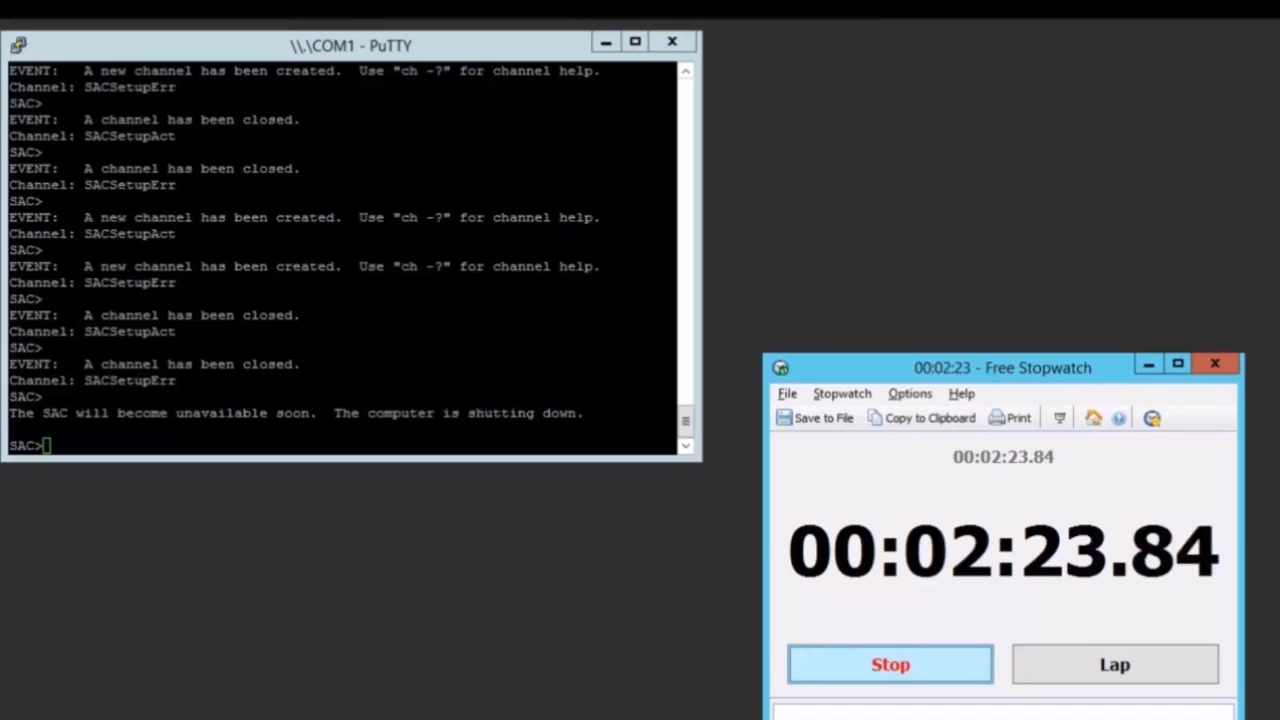 \\.\COM1 - PuTTY
EVENT:   A new channel has been created.  Use "ch -?" for channel help.
Channel: SACSetupErr
SAC>
EVENT:   A channel has been closed.
Channel: SACSetupAct
SAC>
EVENT:   A channel has been closed.
Channel: SACSetupErr
SAC>
EVENT:   A new channel has been created.  Use "ch -?" for channel help.
Channel: SACSetupAct
SAC>
EVENT:   A new channel has been created.  Use "ch -?" for channel help.
Channel: SACSetupErr
SAC>
EVENT:   A channel has been closed.
Channel: SACSetupAct
SAC>
EVENT:   A channel has been closed.
Channel: SACSetupErr
SAC>
The SAC will become unavailable soon.  The computer is shutting down.
SAC>
00:02:23 - Free Stopwatch
File Stopwatch Options Help
Save to File Copy to Clipboard Print
00:02:23.84
00:02:23.84
Stop Lap